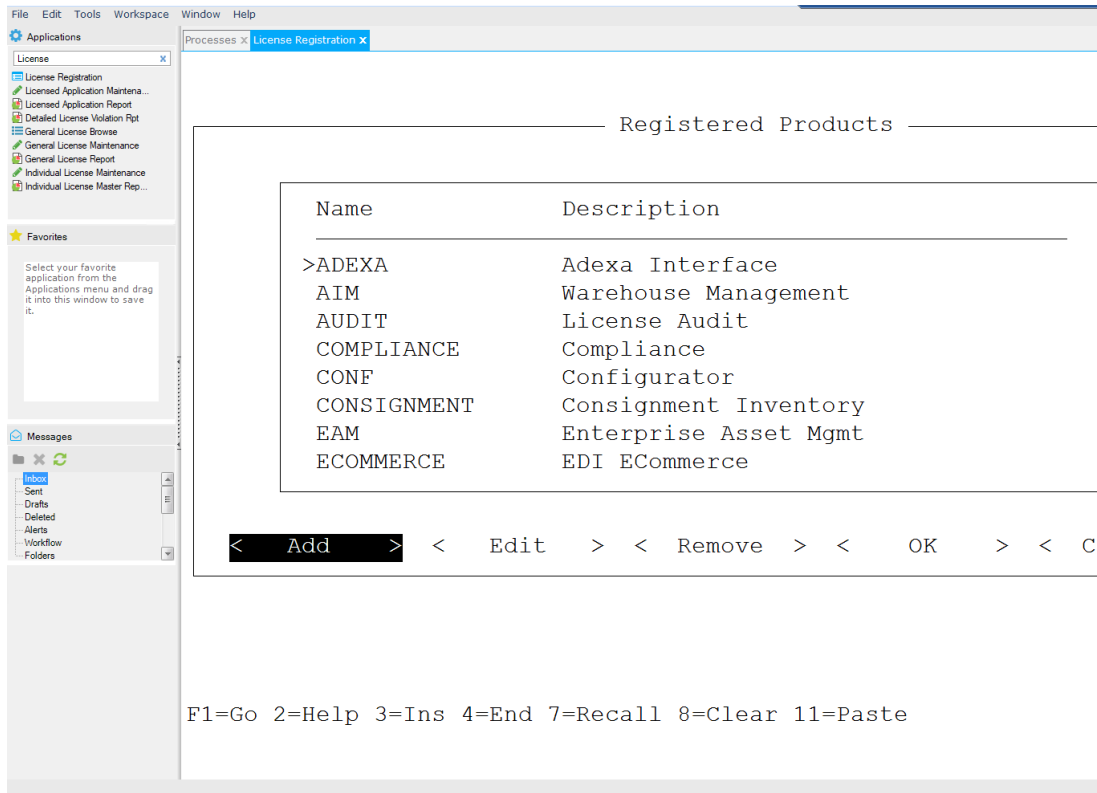 File Edit Tools Workspace Window Help
Applications
License x
License Registration
Licensed Application Maintena...
Licensed Application Report
Detailed License Violation Rpt
General License Browse
General License Maintenance
General License Report
Individual License Maintenance
Individual License Master Rep...
Favorites
Select your favorite
application from the
Applications menu and drag
it into this window to save
it.
Messages
Inbox
Sent
Drafts
Deleted
Alerts
Workflow
Folders
Processes x License Registration x
Registered Products
Name Description
>ADEXA Adexa Interface
AIM Warehouse Management
AUDIT License Audit
COMPLIANCE Compliance
CONF Configurator
CONSIGNMENT Consignment Inventory
EAM Enterprise Asset Mgmt
ECOMMERCE EDI ECommerce
< Add > < Edit > < Remove > < OK > < C
F1=Go 2=Help 3=Ins 4=End 7=Recall 8=Clear 11=Paste